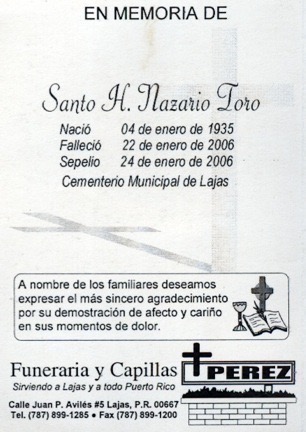 EN MEMORIA DE
Santo H. Nazario Toro
Nació 04 de enero de 1935
Falleció 22 de enero de 2006
Sepelio 24 de enero de 2006
Cementerio Municipal de Lajas
A nombre de los familiares deseamos
expresar el más sincero agradecimiento
por su demostración de afecto y cariño
en sus momentos de dolor.
Funeraria y Capillas PEREZ
Sirviendo a Lajas y a todo Puerto Rico
Calle Juan P. Avilés #5 Lajas, P.R. 00667
Tel. (787) 899-1285 • Fax (787) 899-1200